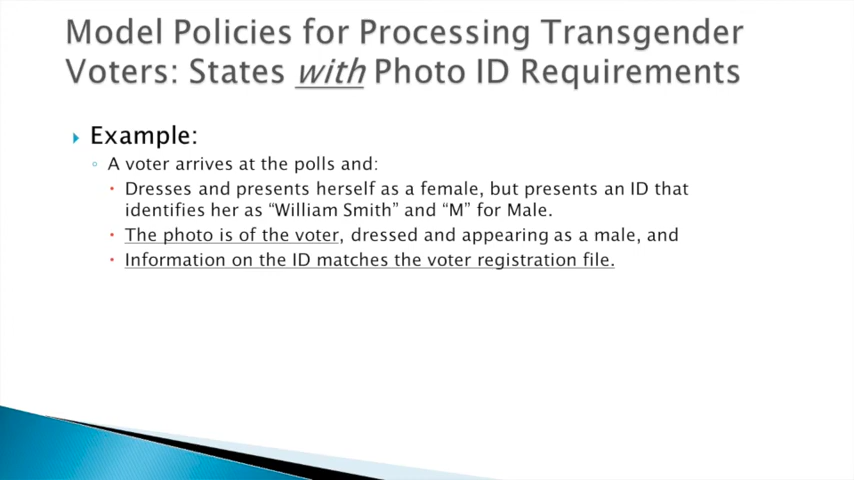 Model Policies for Processing Transgender
Voters: States with Photo ID Requirements
Example:
A voter arrives at the polls and:
Dresses and presents herself as a female, but presents an ID that
identifies her as “William Smith” and “M” for Male.
The photo is of the voter, dressed and appearing as a male, and
Information on the ID matches the voter registration file.